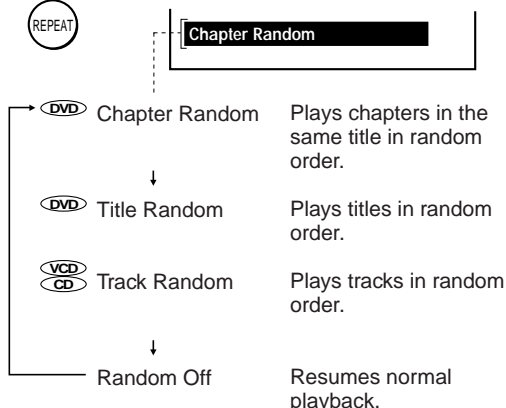 REPEAT
Chapter Random
DVD Chapter Random Plays chapters in the
same title in random
order.
DVD Title Random Plays titles in random
order.
VCD
CD Track Random Plays tracks in random
order.
Random Off Resumes normal
playback.